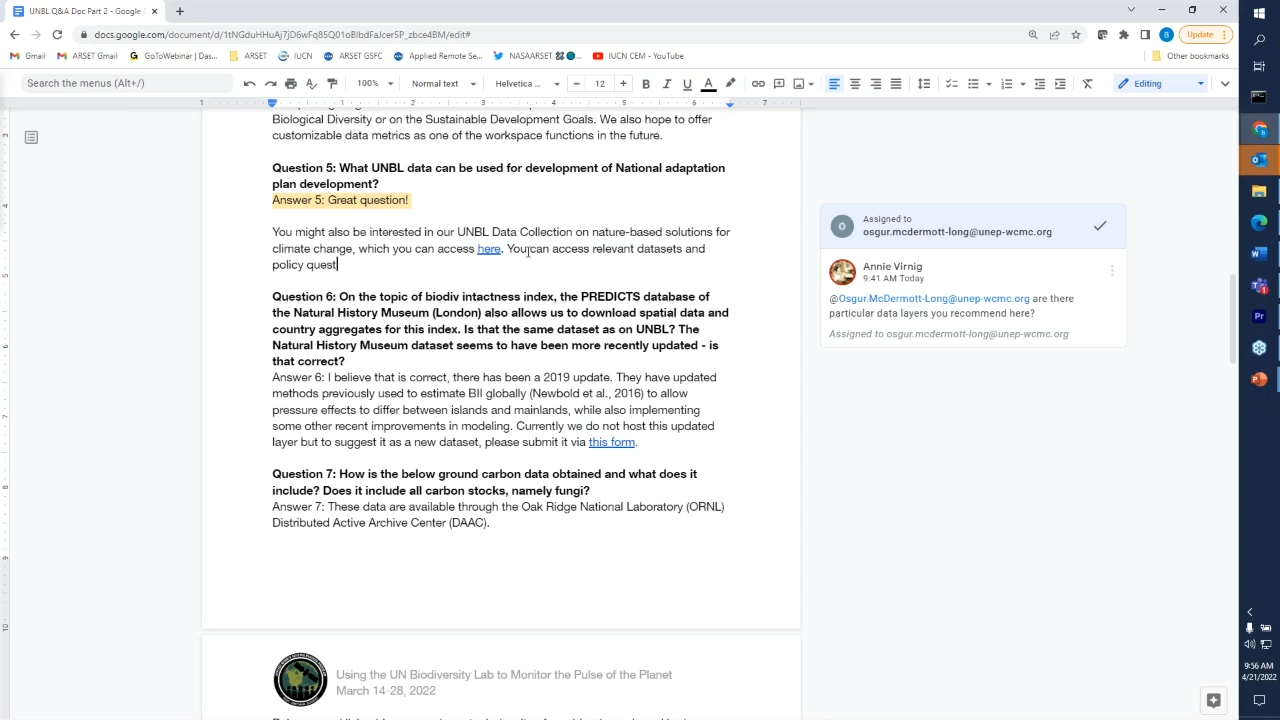 UNBL Q&A Doc Part 2 - Google
docs.google.com/document/d/1tNGduHHuAj7jD6wFq85Q01oBIbdFaJcer5P_zbce48M/edit#
B
Update
Gmail
ARSET Gmail
GoToWebinar | Das...
ARSET
IUCN
ARSET GSFC
Applied Remote Se...
NASAARSET
IUCN CEM - YouTube
Other bookmarks
Search the menus (Alt+/)
100%
Normal text
Helvetica ...
12
B I U A
Editing
1 1 2 3 4 5 6 7
Biological Diversity or on the Sustainable Development Goals. We also hope to offer
customizable data metrics as one of the workspace functions in the future.
Question 5: What UNBL data can be used for development of National adaptation
plan development?
Answer 5: Great question!
You might also be interested in our UNBL Data Collection on nature-based solutions for
climate change, which you can access here. You can access relevant datasets and
policy quest
Question 6: On the topic of biodiv intactness index, the PREDICTS database of
the Natural History Museum (London) also allows us to download spatial data and
country aggregates for this index. Is that the same dataset as on UNBL? The
Natural History Museum dataset seems to have been more recently updated - is
that correct?
Answer 6: I believe that is correct, there has been a 2019 update. They have updated
methods previously used to estimate BII globally (Newbold et al., 2016) to allow
pressure effects to differ between islands and mainlands, while also implementing
some other recent improvements in modeling. Currently we do not host this updated
layer but to suggest it as a new dataset, please submit it via this form.
Question 7: How is the below ground carbon data obtained and what does it
include? Does it include all carbon stocks, namely fungi?
Answer 7: These data are available through the Oak Ridge National Laboratory (ORNL)
Distributed Active Archive Center (DAAC).
Using the UN Biodiversity Lab to Monitor the Pulse of the Planet
March 14-28, 2022
O
Assigned to
osgur.mcdermott-long@unep-wcmc.org
Annie Virnig
9:41 AM Today
@Osgur.McDermott-Long@unep-wcmc.org are there
particular data layers you recommend here?
Assigned to osgur.mcdermott-long@unep-wcmc.org
9:56 AM
4/21/2022